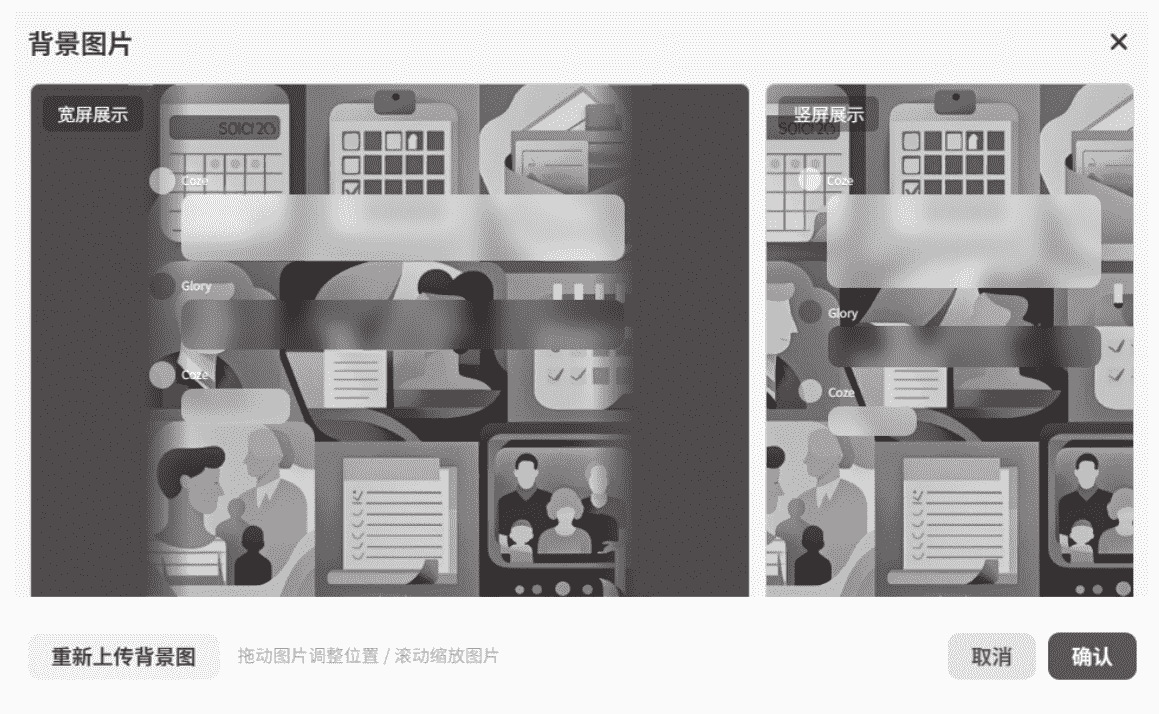 背景图片
宽屏展示
竖屏展示
Coze
Coze
Glory
Glory
Coze
Coze
重新上传背景图
拖动图片调整位置 / 滚动缩放图片
取消
确认